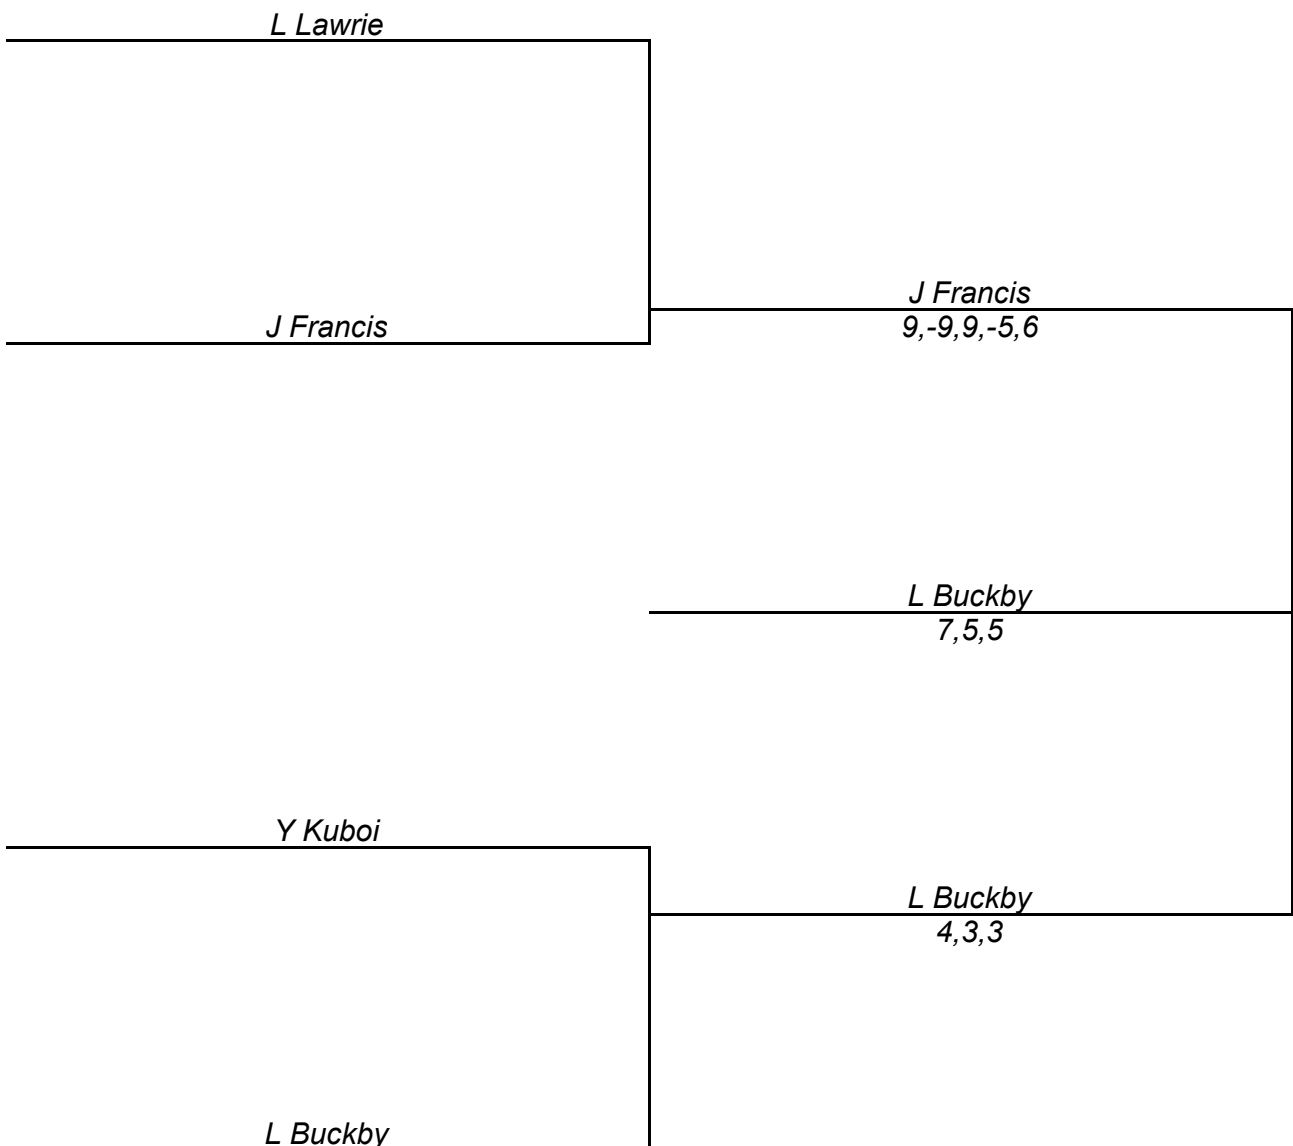 L Lawrie
J Francis
9,-9,9,-5,6
J Francis
L Buckby
7,5,5
Y Kuboi
L Buckby
4,3,3
L Buckby